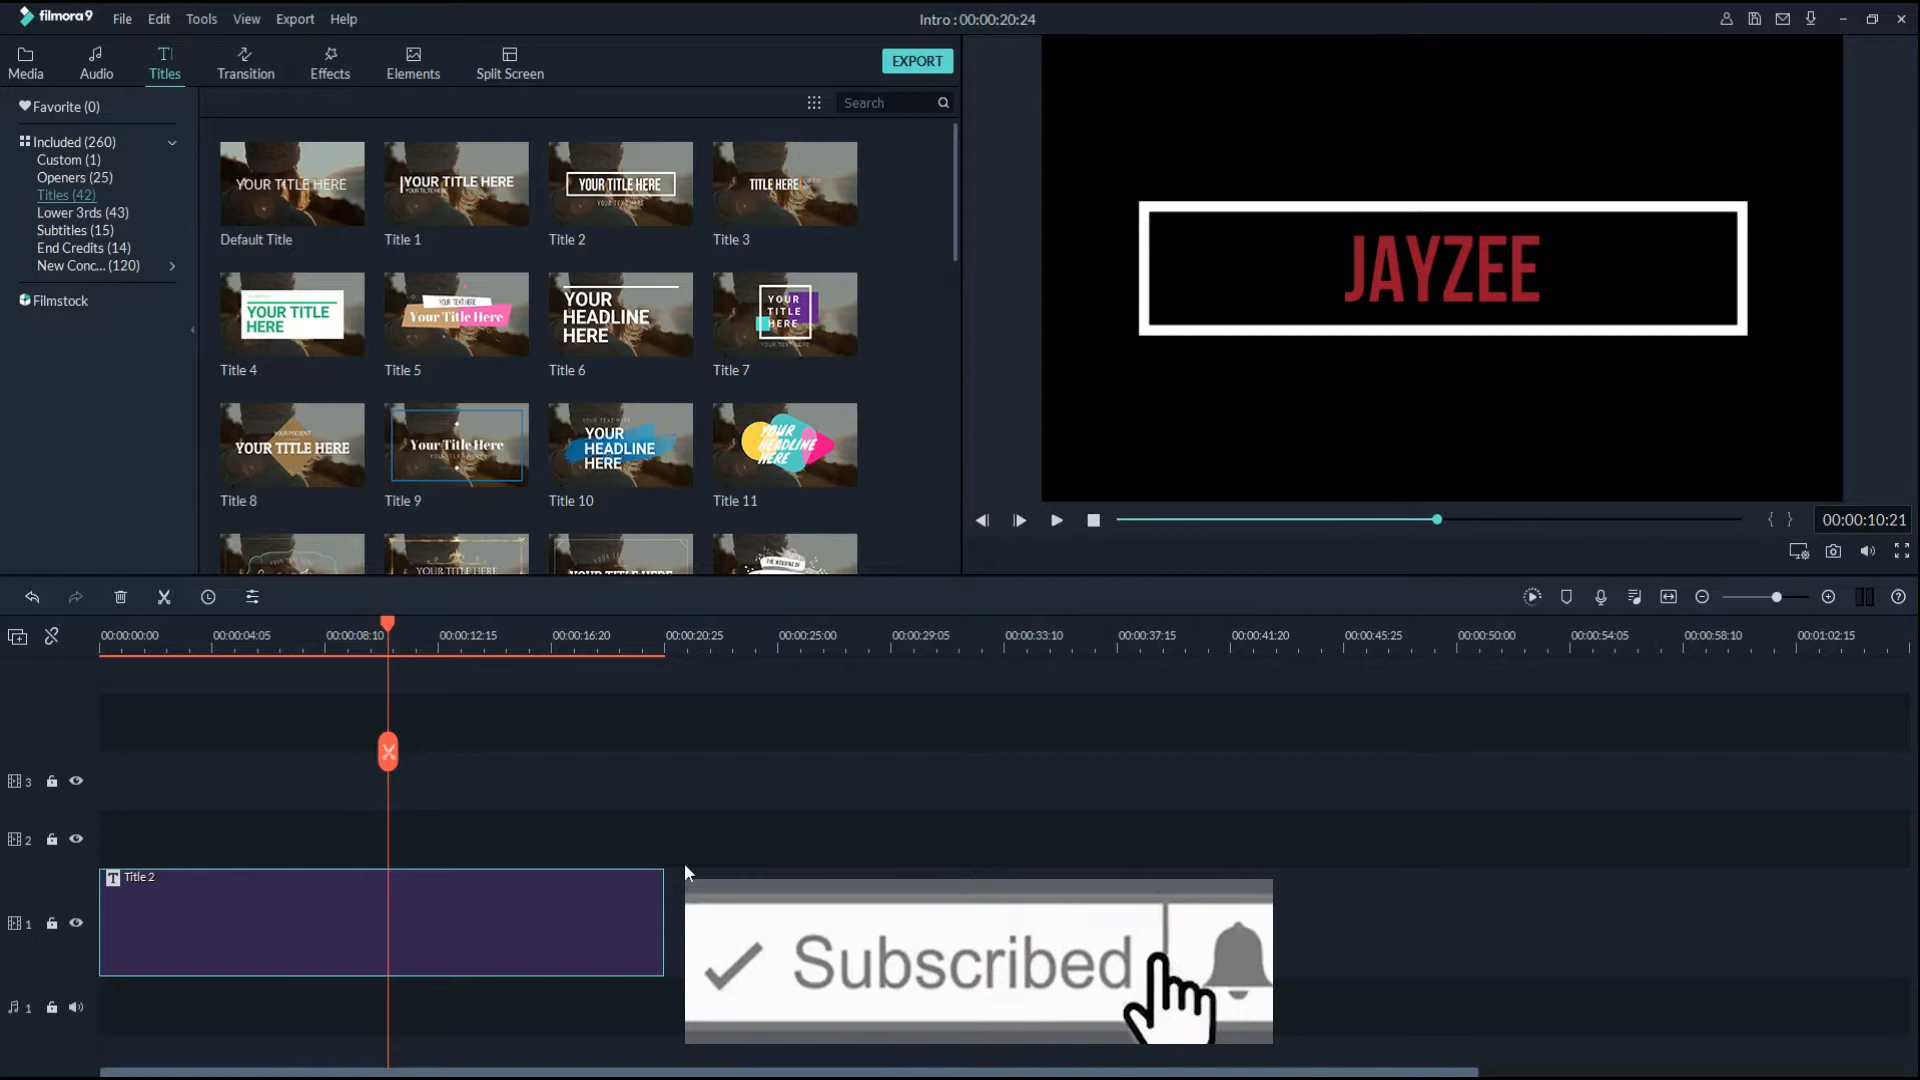 filmora9
File Edit Tools View Export Help
Intro : 00:00:20:24
Media Audio Titles Transition Effects Elements Split Screen
EXPORT
Favorite (0)
Included (260)
Custom (1)
Openers (25)
Titles (42)
Lower 3rds (43)
Subtitles (15)
End Credits (14)
New Conc... (120)
Filmstock
Search
YOUR TITLE HERE
YOUR TITLE HERE
YOUR TITLE HERE
TITLE HERE
Default Title Title 1 Title 2 Title 3
YOUR TITLE
HERE
YOUR TEXT HERE
Your Title Here
YOUR
HEADLINE
HERE
YOUR
TITLE
HERE
Title 4 Title 5 Title 6 Title 7
YOUR TITLE HERE
Your Title Here
YOUR
HEADLINE
HERE
YOUR
HEADLINE
HERE
Title 8 Title 9 Title 10 Title 11
YOUR TITLE HERE
THE WEDDING OF
JAYZEE
{ } 00:00:10:21
00:00:00:00 00:00:04:05 00:00:08:10 00:00:12:15 00:00:16:20 00:00:20:25 00:00:25:00 00:00:29:05 00:00:33:10 00:00:37:15 00:00:41:20 00:00:45:25 00:00:50:00 00:00:54:05 00:00:58:10 00:01:02:15
3
2
T Title 2
1
Subscribed
1